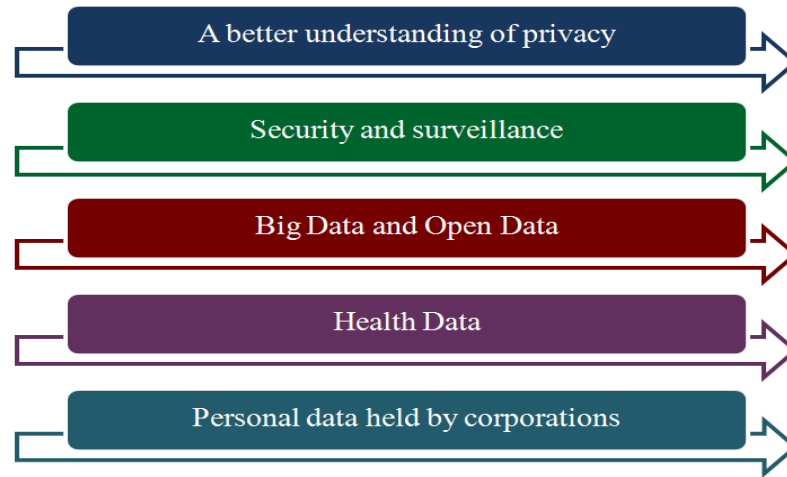 A better understanding of privacy
Security and surveillance
Big Data and Open Data
Health Data
Personal data held by corporations